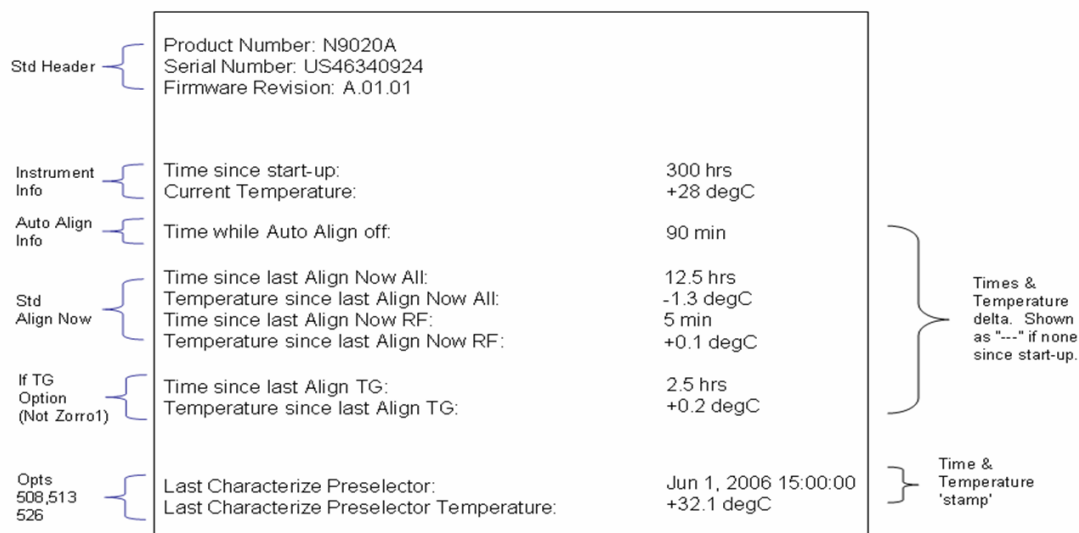 Std Header
Product Number: N9020A
Serial Number: US46340924
Firmware Revision: A.01.01
Instrument
Info
Time since start-up: 300 hrs
Current Temperature: +28 degC
Auto Align
Info
Time while Auto Align off: 90 min
Std
Align Now
Time since last Align Now All: 12.5 hrs
Temperature since last Align Now All: -1.3 degC
Time since last Align Now RF: 5 min
Temperature since last Align Now RF: +0.1 degC
If TG
Option
(Not Zorro1)
Time since last Align TG: 2.5 hrs
Temperature since last Align TG: +0.2 degC
Times &
Temperature
delta. Shown
as "---" if none
since start-up.
Opts
508,513
526
Last Characterize Preselector: Jun 1, 2006 15:00:00
Last Characterize Preselector Temperature: +32.1 degC
Time &
Temperature
'stamp'